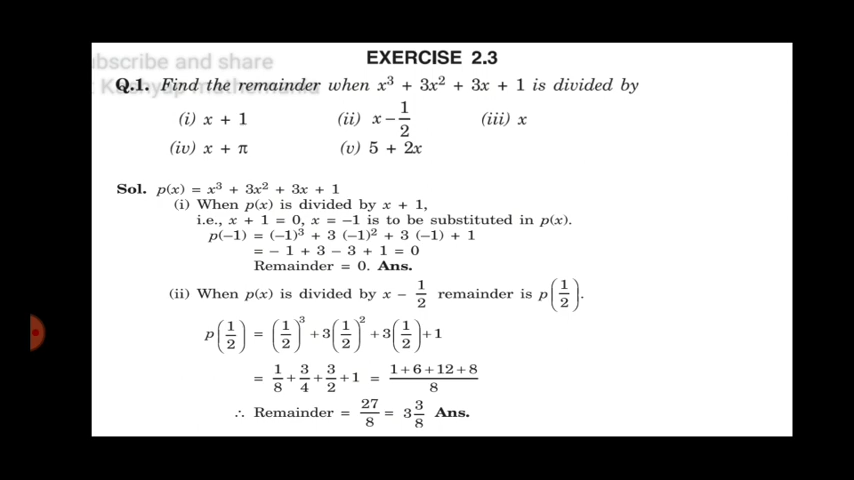 bscribe and share
EXERCISE 2.3
Q.1. Find the remainder when x³ + 3x² + 3x + 1 is divided by
(i) x + 1 (ii) x − 1/2 (iii) x
(iv) x + π (v) 5 + 2x
Sol. p(x) = x³ + 3x² + 3x + 1
(i) When p(x) is divided by x + 1,
i.e., x + 1 = 0, x = −1 is to be substituted in p(x).
p(−1) = (−1)³ + 3 (−1)² + 3 (−1) + 1
= − 1 + 3 − 3 + 1 = 0
Remainder = 0. Ans.
(ii) When p(x) is divided by x − 1/2 remainder is p(1/2).
p(1/2) = (1/2)³ + 3(1/2)² + 3(1/2) + 1
= 1/8 + 3/4 + 3/2 + 1 = 1+6+12+8/8
∴ Remainder = 27/8 = 3 3/8 Ans.